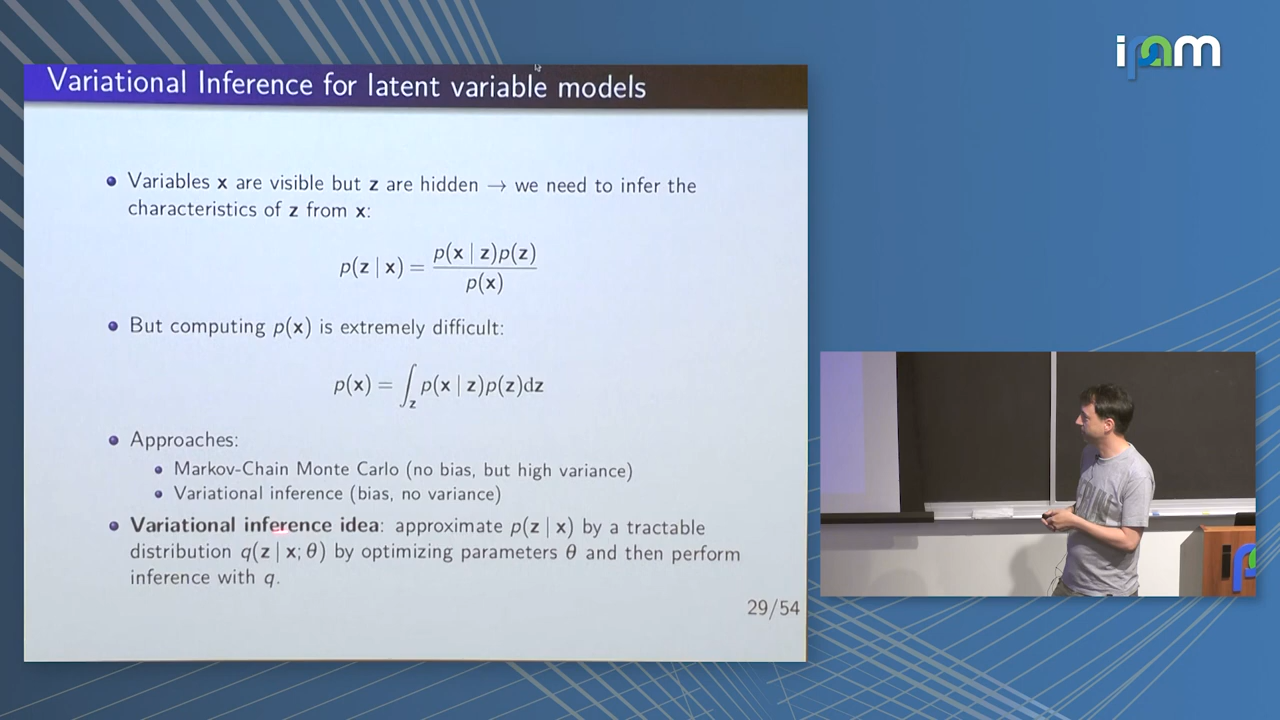 ipam
Variational Inference for latent variable models
• Variables x are visible but z are hidden → we need to infer the
characteristics of z from x:
p(z | x) = p(x | z)p(z) / p(x)
• But computing p(x) is extremely difficult:
p(x) = ∫_z p(x | z)p(z)dz
• Approaches:
• Markov-Chain Monte Carlo (no bias, but high variance)
• Variational inference (bias, no variance)
• Variational inference idea: approximate p(z | x) by a tractable
distribution q(z | x; θ) by optimizing parameters θ and then perform
inference with q.
29/54